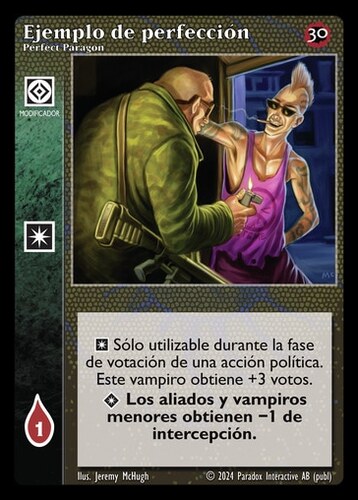 Ejemplo de perfección
Perfect Paragon
30
MODIFICADOR
Sólo utilizable durante la fase
de votación de una acción política.
Este vampiro obtiene +3 votos.
Los aliados y vampiros
menores obtienen −1 de
intercepción.
1
Ilus. Jeremy McHugh
© 2024 Paradox Interactive AB (publ)